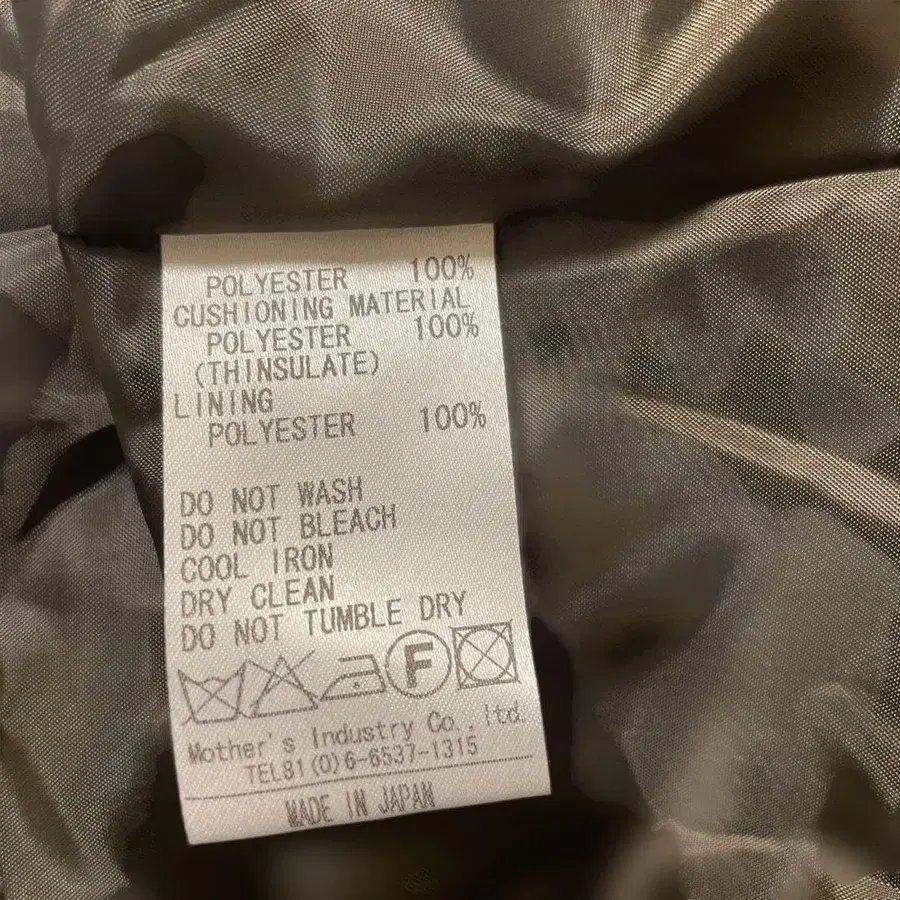 POLYESTER 100%
CUSHIONING MATERIAL
POLYESTER 100%
(THINSULATE)
LINING
POLYESTER 100%
DO NOT WASH
DO NOT BLEACH
COOL IRON
DRY CLEAN
DO NOT TUMBLE DRY
F
Mother's Industry Co.,ltd.
TEL81(0)6-6537-1315
MADE IN JAPAN